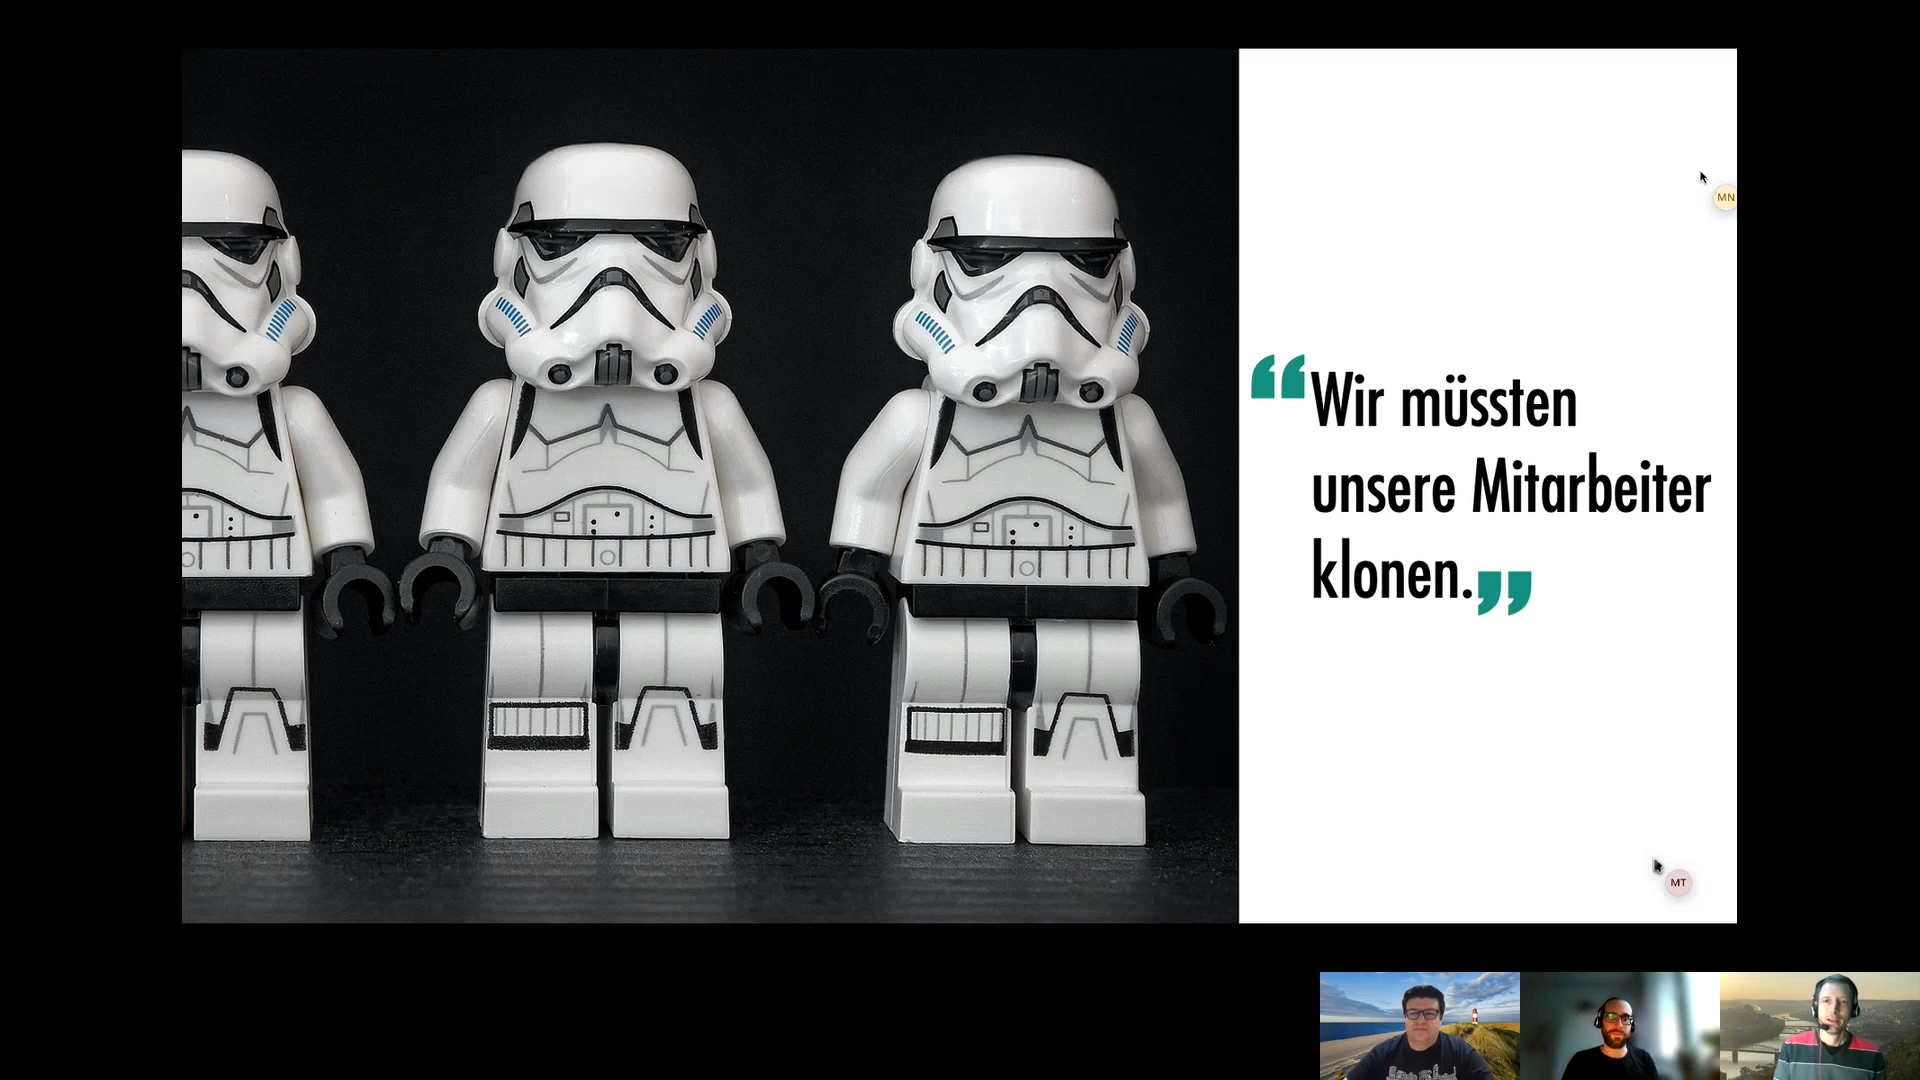 MN
“Wir müssten
unsere Mitarbeiter
klonen.”
MT